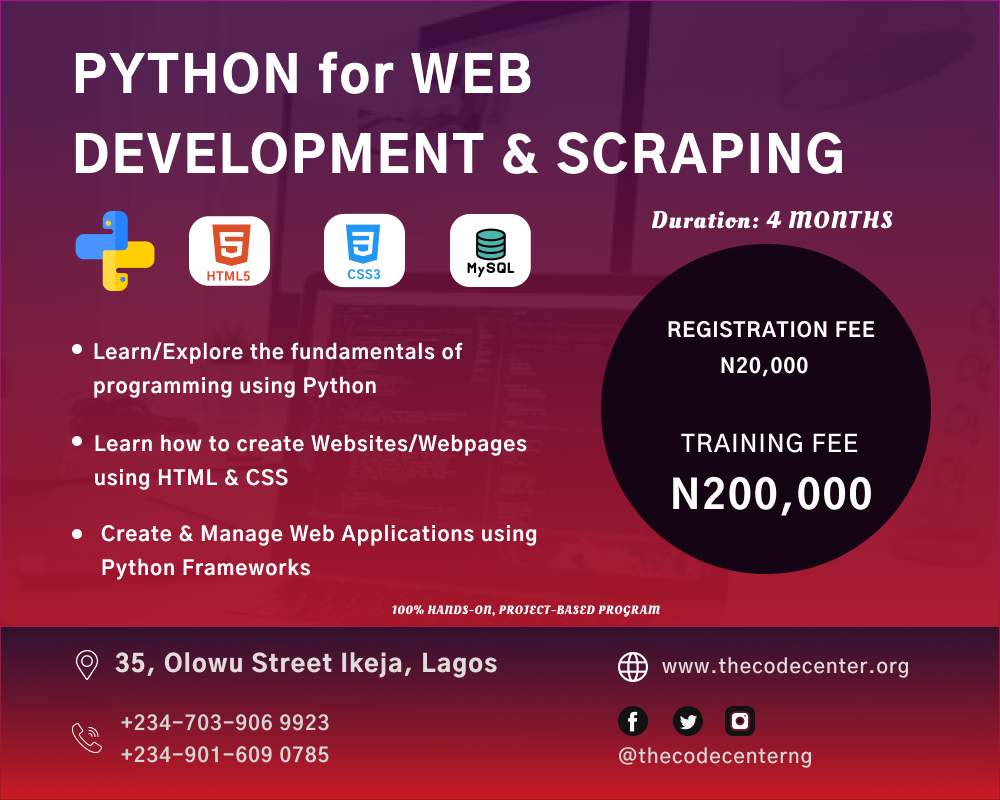 PYTHON for WEB
DEVELOPMENT & SCRAPING
HTML5
CSS3
MySQL
Duration: 4 MONTHS
• Learn/Explore the fundamentals of
programming using Python
• Learn how to create Websites/Webpages
using HTML & CSS
• Create & Manage Web Applications using
Python Frameworks
REGISTRATION FEE
N20,000
TRAINING FEE
N200,000
100% HANDS-ON, PROJECT-BASED PROGRAM
35, Olowu Street Ikeja, Lagos
+234-703-906 9923
+234-901-609 0785
www.thecodecenter.org
@thecodecenterng